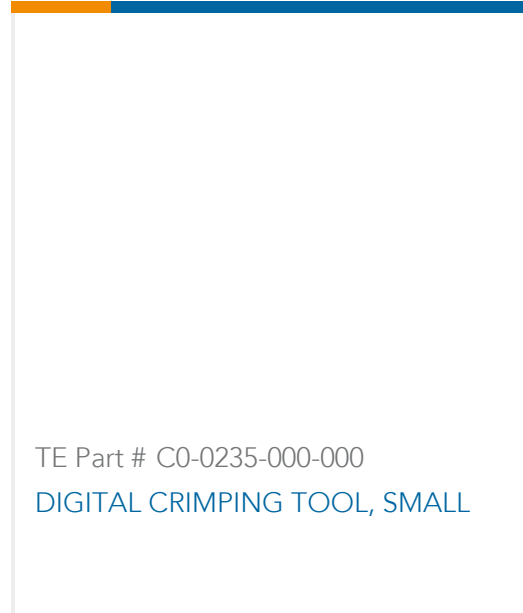 TE Part # C0-0235-000-000
DIGITAL CRIMPING TOOL, SMALL